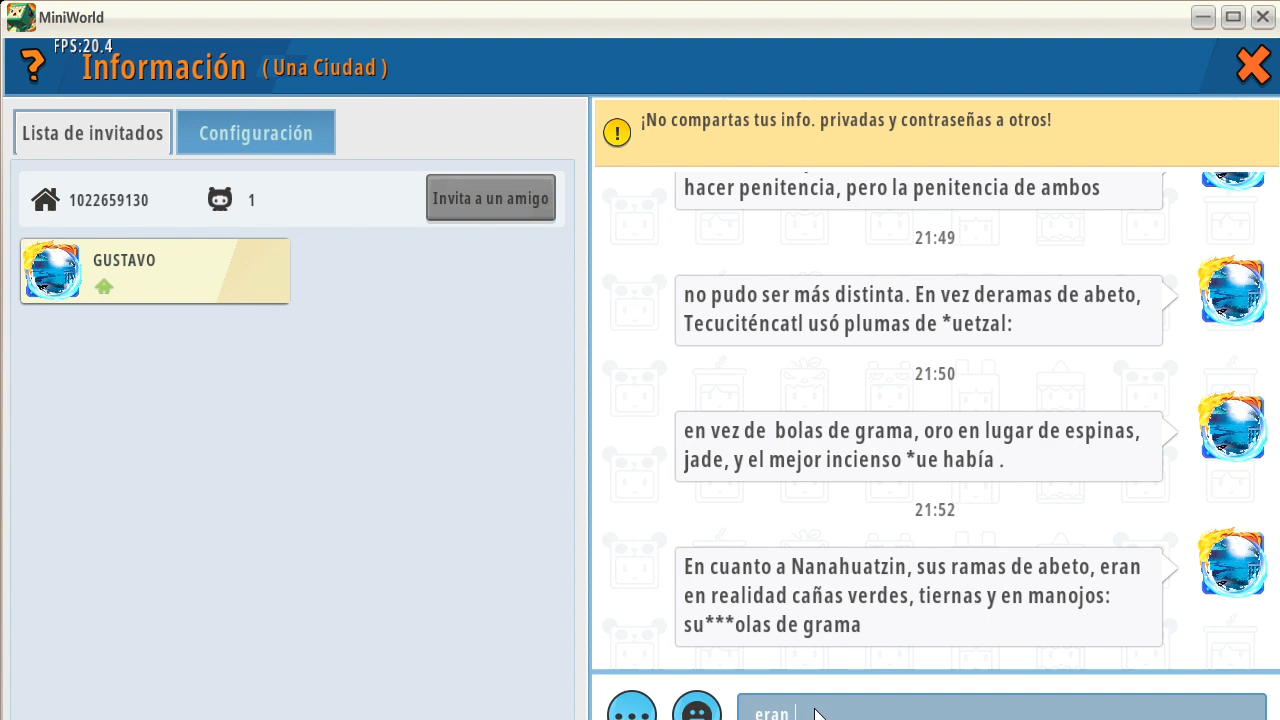 MiniWorld
FPS:20.4
Información
( Una Ciudad )
Lista de invitados
Configuración
1022659130
1
Invita a un amigo
GUSTAVO
¡No compartas tus info. privadas y contraseñas a otros!
hacer penitencia, pero la penitencia de ambos
21:49
no pudo ser más distinta. En vez deramas de abeto,
Tecuciténcatl usó plumas de *uetzal:
21:50
en vez de  bolas de grama, oro en lugar de espinas,
jade, y el mejor incienso *ue había .
21:52
En cuanto a Nanahuatzin, sus ramas de abeto, eran
en realidad cañas verdes, tiernas y en manojos:
su***olas de grama
eran